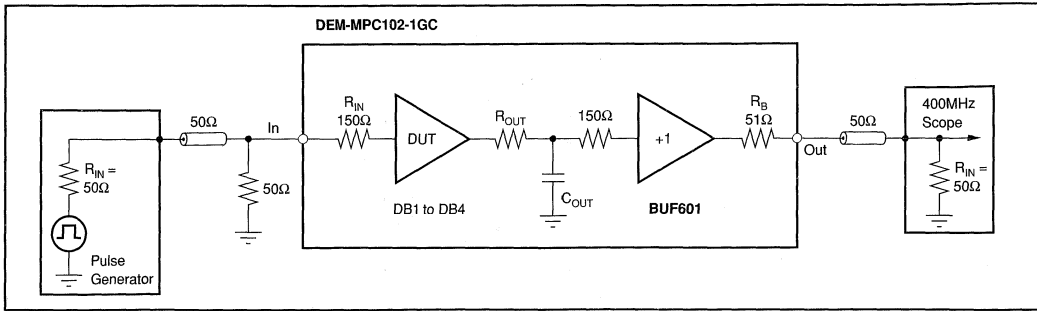 DEM-MPC102-1GC
R_IN =
50Ω
Pulse
Generator
50Ω
In
50Ω
R_IN
150Ω
DUT
DB1 to DB4
R_OUT
C_OUT
150Ω
+1
BUF601
R_B
51Ω
Out
50Ω
400MHz
Scope
R_IN =
50Ω